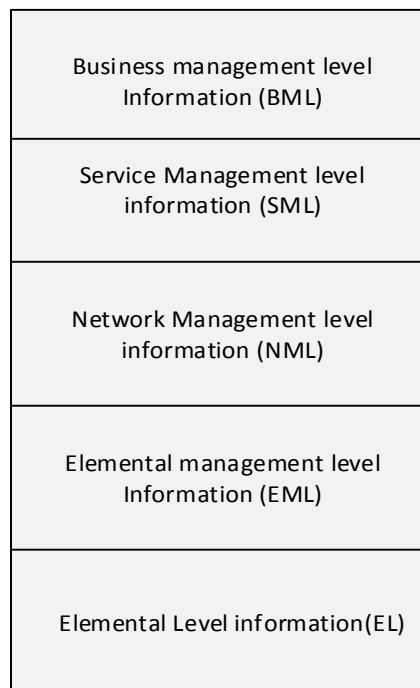 Business management level
Information (BML)
Service Management level
information (SML)
Network Management level
information (NML)
Elemental management level
Information (EML)
Elemental Level information(EL)